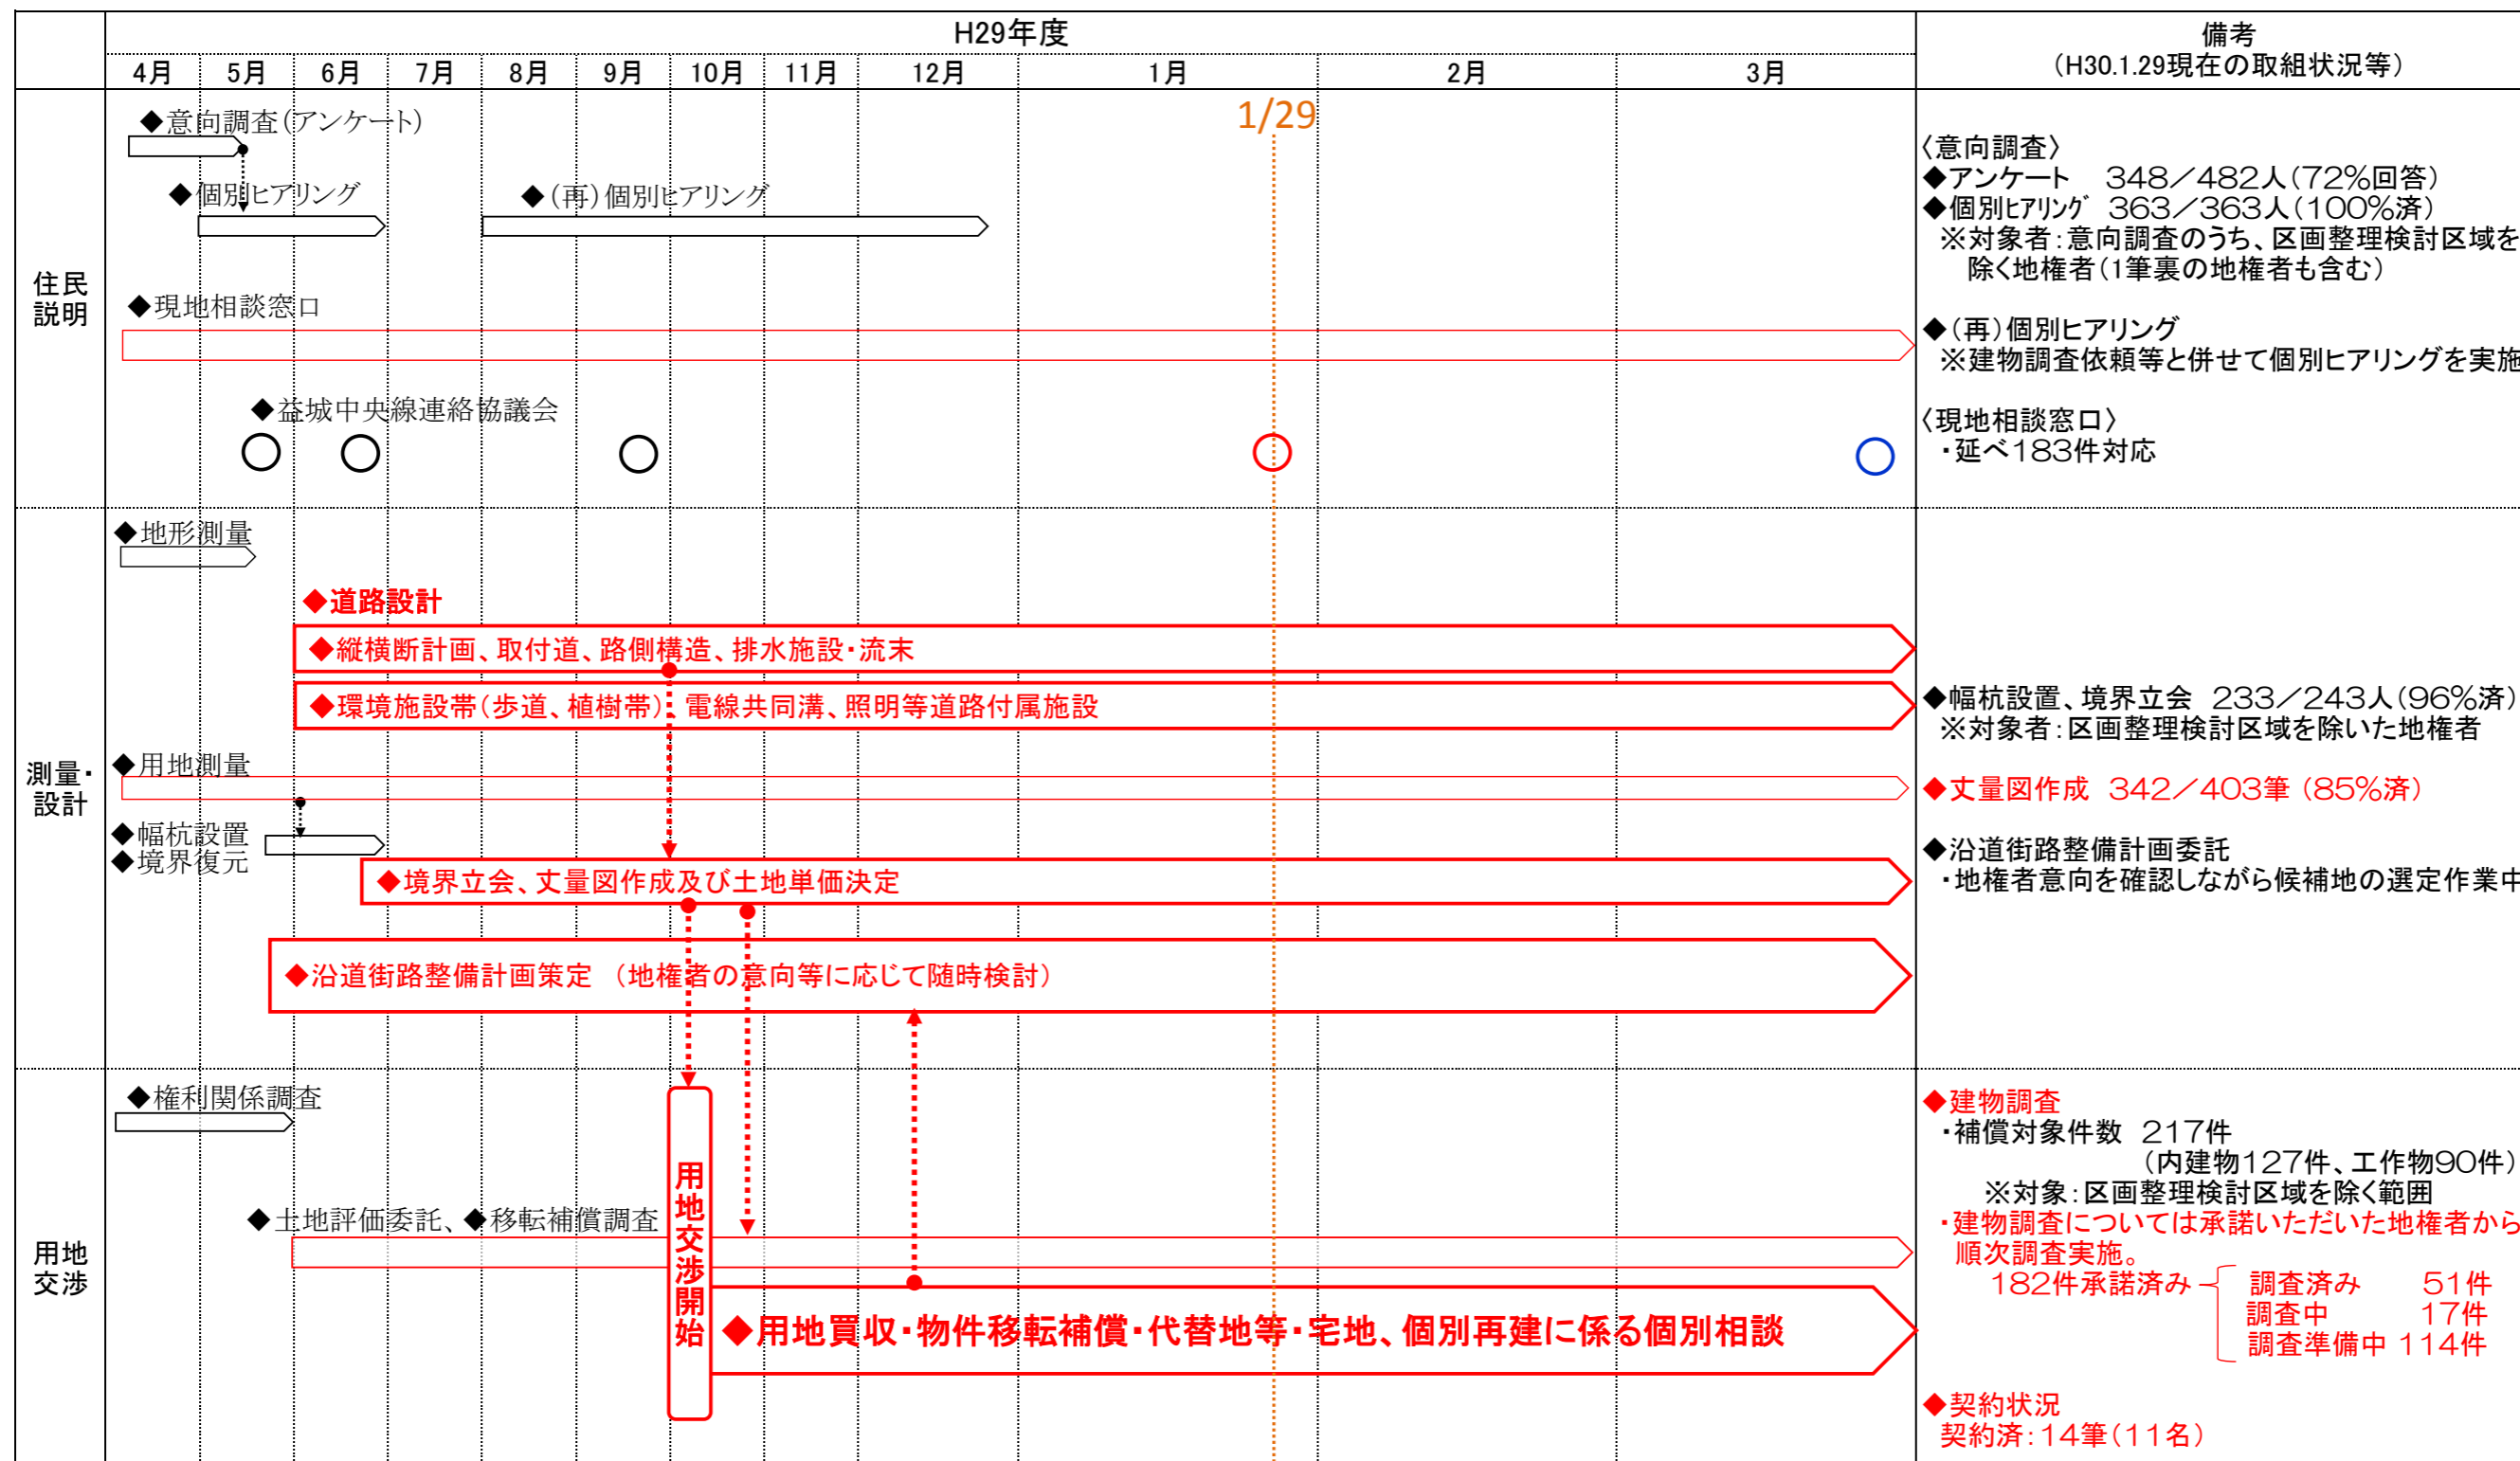 H29年度
備考
（H30.1.29現在の取組状況等）
4月 5月 6月 7月 8月 9月 10月 11月 12月 1月 2月 3月
住民
説明
1/29
◆意向調査（アンケート）
◆個別ヒアリング
◆（再）個別ヒアリング
◆現地相談窓口
◆益城中央線連絡協議会
〈意向調査〉
◆アンケート　348／482人（72%回答）
◆個別ヒアリング　363／363人（100%済）
※対象者：意向調査のうち、区画整理検討区域を
除く地権者（1筆裏の地権者も含む）
◆（再）個別ヒアリング
※建物調査依頼等と併せて個別ヒアリングを実施
〈現地相談窓口〉
・延べ183件対応
測量・
設計
◆地形測量
◆道路設計
◆縦横断計画、取付道、路側構造、排水施設・流末
◆環境施設帯（歩道、植樹帯）、電線共同溝、照明等道路付属施設
◆用地測量
◆幅杭設置
◆境界復元
◆境界立会、丈量図作成及び土地単価決定
◆沿道街路整備計画策定　（地権者の意向等に応じて随時検討）
◆幅杭設置、境界立会　233／243人（96%済）
※対象者：区画整理検討区域を除いた地権者
◆丈量図作成　342／403筆（85%済）
◆沿道街路整備計画委託
・地権者意向を確認しながら候補地の選定作業中
用地
交渉
◆権利関係調査
◆土地評価委託、◆移転補償調査
用地交渉開始
◆用地買収・物件移転補償・代替地等・宅地、個別再建に係る個別相談
◆建物調査
・補償対象件数　217件
（内建物127件、工作物90件）
※対象：区画整理検討区域を除く範囲
・建物調査については承諾いただいた地権者から
順次調査実施。
182件承諾済み
調査済み　51件
調査中　17件
調査準備中 114件
◆契約状況
契約済：14筆（11名）